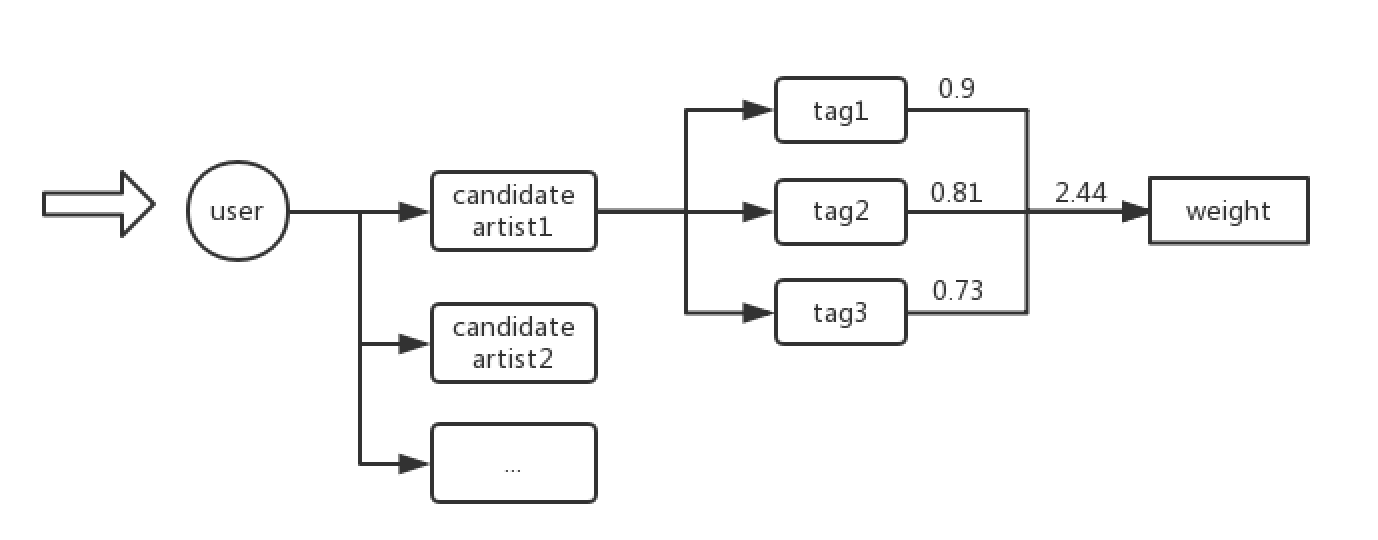 user
candidate
artist1
candidate
artist2
...
tag1
tag2
tag3
0.9
0.81
0.73
2.44
weight